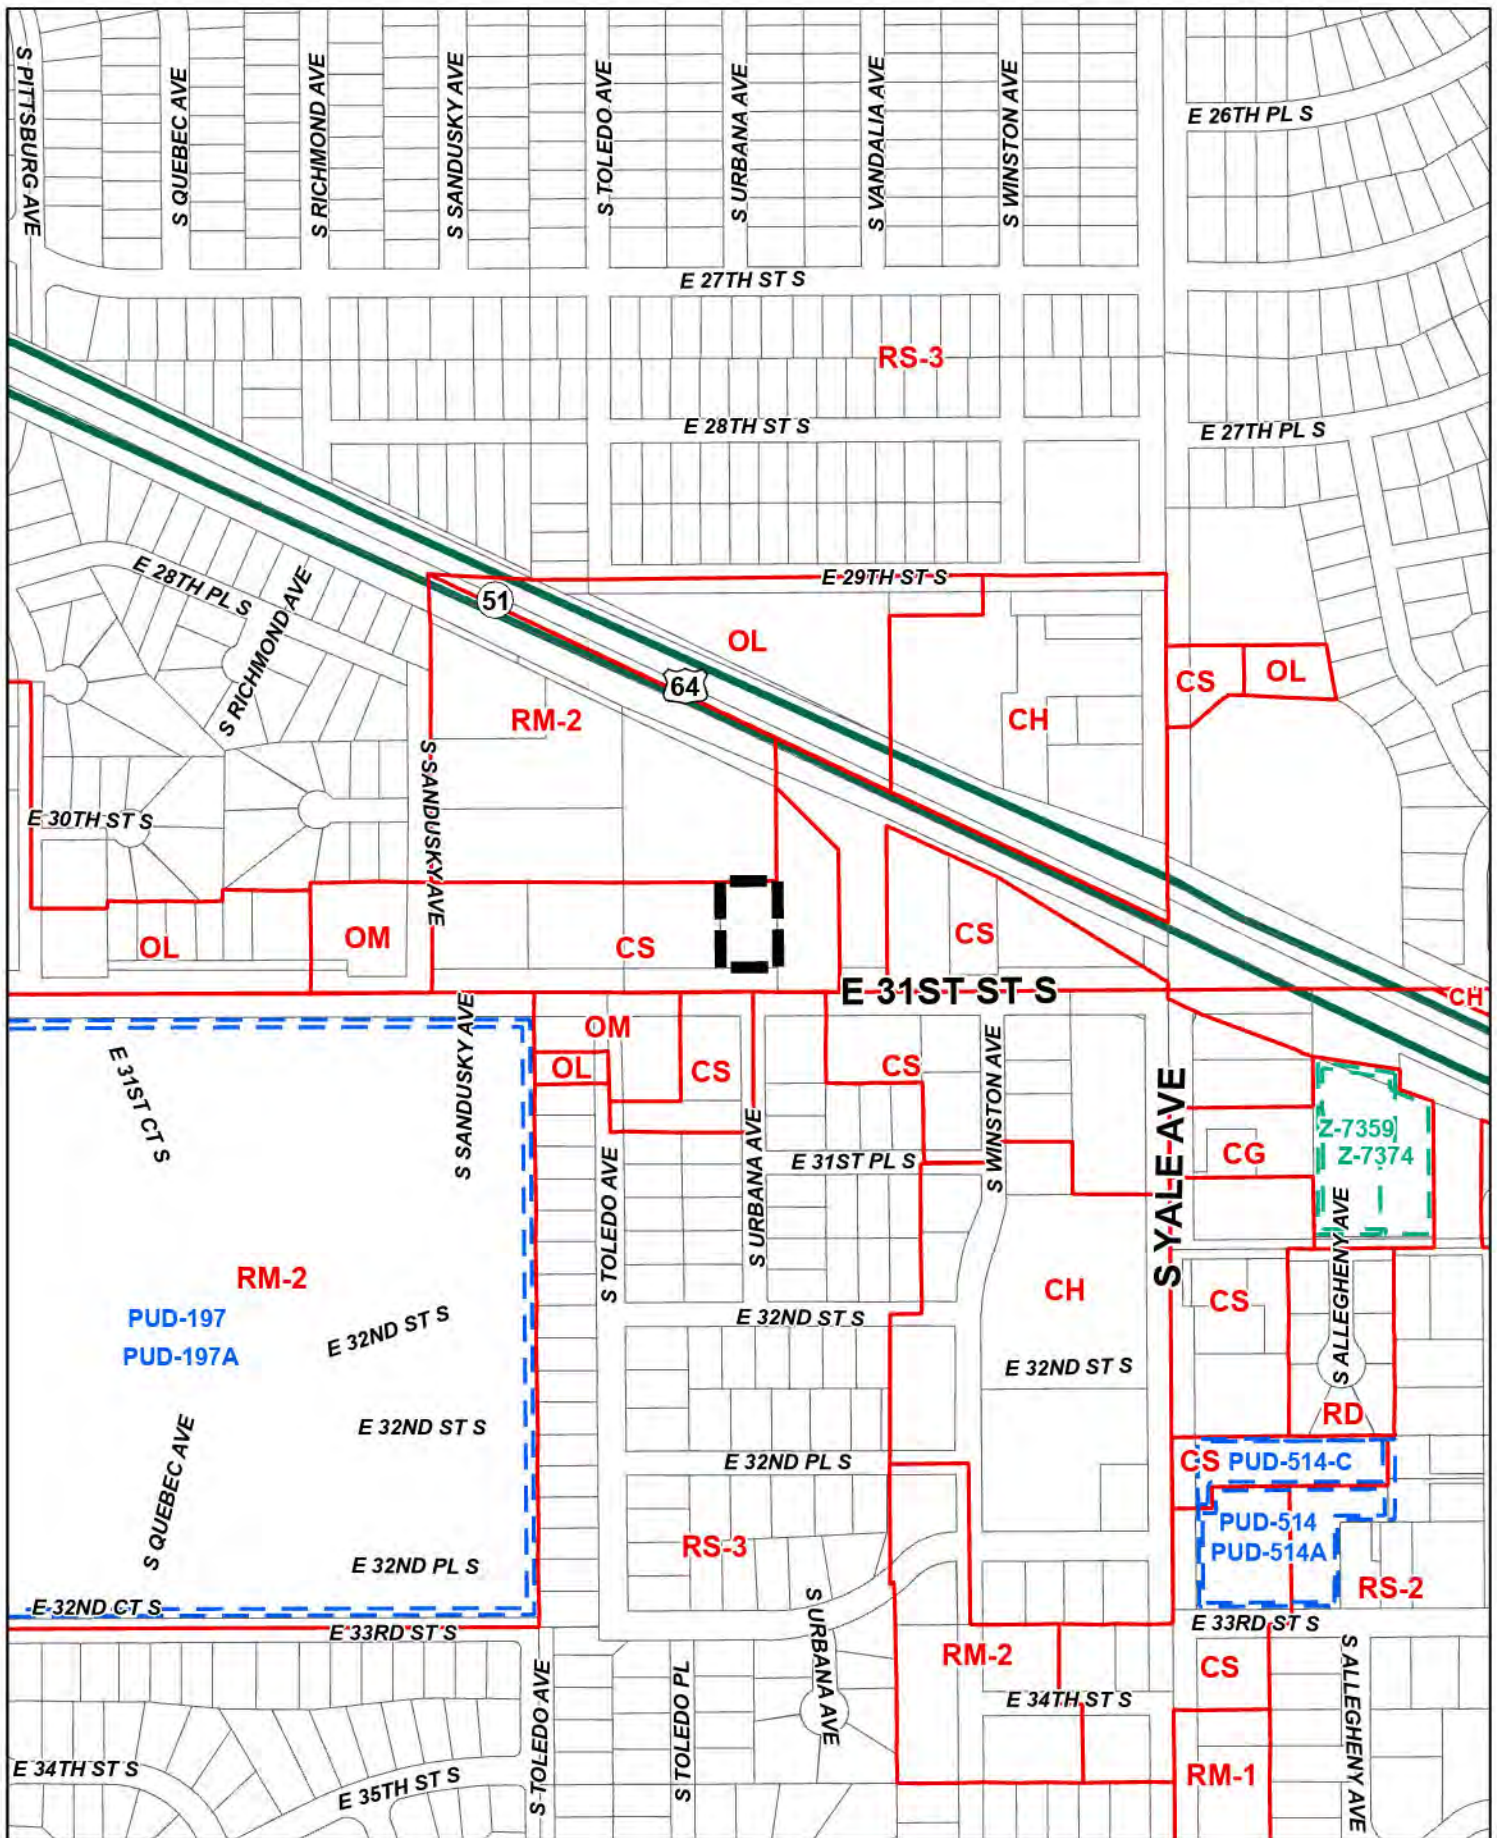 S PITTSBURG AVE
S QUEBEC AVE
S RICHMOND AVE
S SANDUSKY AVE
S TOLEDO AVE
S URBANA AVE
S VANDALIA AVE
S WINSTON AVE
E 26TH PL S
E 27TH ST S
RS-3
E 28TH ST S
E 27TH PL S
E 28TH PL S
S RICHMOND AVE
E 29TH ST S
51
OL
64
CS
OL
RM-2
CH
S SANDUSKY AVE
E 30TH ST S
OL
OM
CS
CS
E 31ST ST S
CH
S SANDUSKY AVE
OM
OL
CS
CS
S WINSTON AVE
E 31ST CT S
S URBANA AVE
S YALE AVE
Z-7359
Z-7374
CG
E 31ST PL S
S TOLEDO AVE
S ALLEGHENY AVE
RM-2
PUD-197
PUD-197A
E 32ND ST S
E 32ND ST S
CH
CS
E 32ND ST S
RD
E 32ND ST S
S QUEBEC AVE
E 32ND PL S
CS
PUD-514-C
PUD-514
PUD-514A
RS-3
E 32ND PL S
RS-2
E 32ND CT S
E 33RD ST S
S URBANA AVE
E 33RD ST S
RM-2
CS
S TOLEDO AVE
S TOLEDO PL
E 34TH ST S
S ALLEGHENY AVE
E 34TH ST S
E 35TH ST S
RM-1